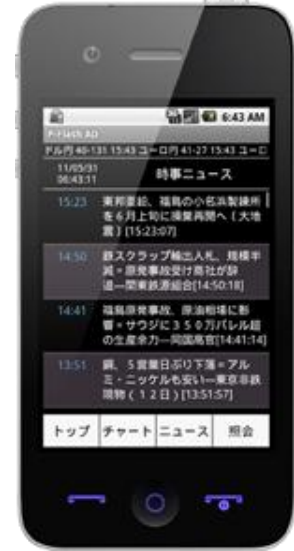 6:43 AM
P-Flash AD
ドル円 40-131 15:43 ユーロ円 41-27 15:43 ユーロ
11/05/31
06:43:11
時事ニュース
15:23 東邦亜鉛、福島の小名浜製錬所
を6月上旬に操業再開へ(大地
震)[15:23:07]
14:50 鉄スクラップ輸出入札、規模半
減=原発事故受け商社が辞
退―関東鉄源組合[14:50:18]
14:41 福島原発事故、原油相場に影
響=サウジに350万バレル超
の生産余力―同国高官[14:41:14]
13:51 銅、5営業日ぶり下落=アル
ミ・ニッケルも安い―東京非鉄
現物(12日)[13:51:57]
トップ チャート ニュース 照会